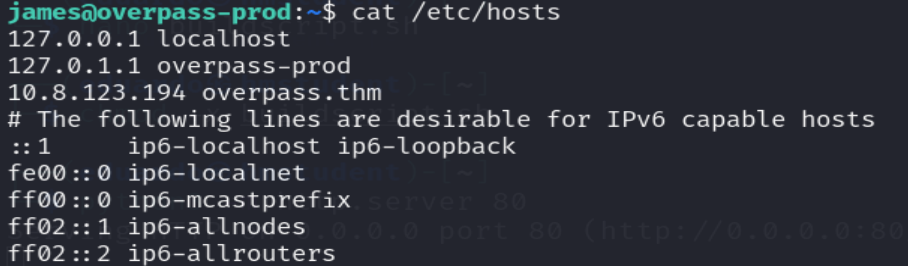 james@overpass-prod:~$ cat /etc/hosts
127.0.0.1 localhost
127.0.1.1 overpass-prod
10.8.123.194 overpass.thm
# The following lines are desirable for IPv6 capable hosts
::1     ip6-localhost ip6-loopback
fe00::0 ip6-localnet
ff00::0 ip6-mcastprefix
ff02::1 ip6-allnodes
ff02::2 ip6-allrouters